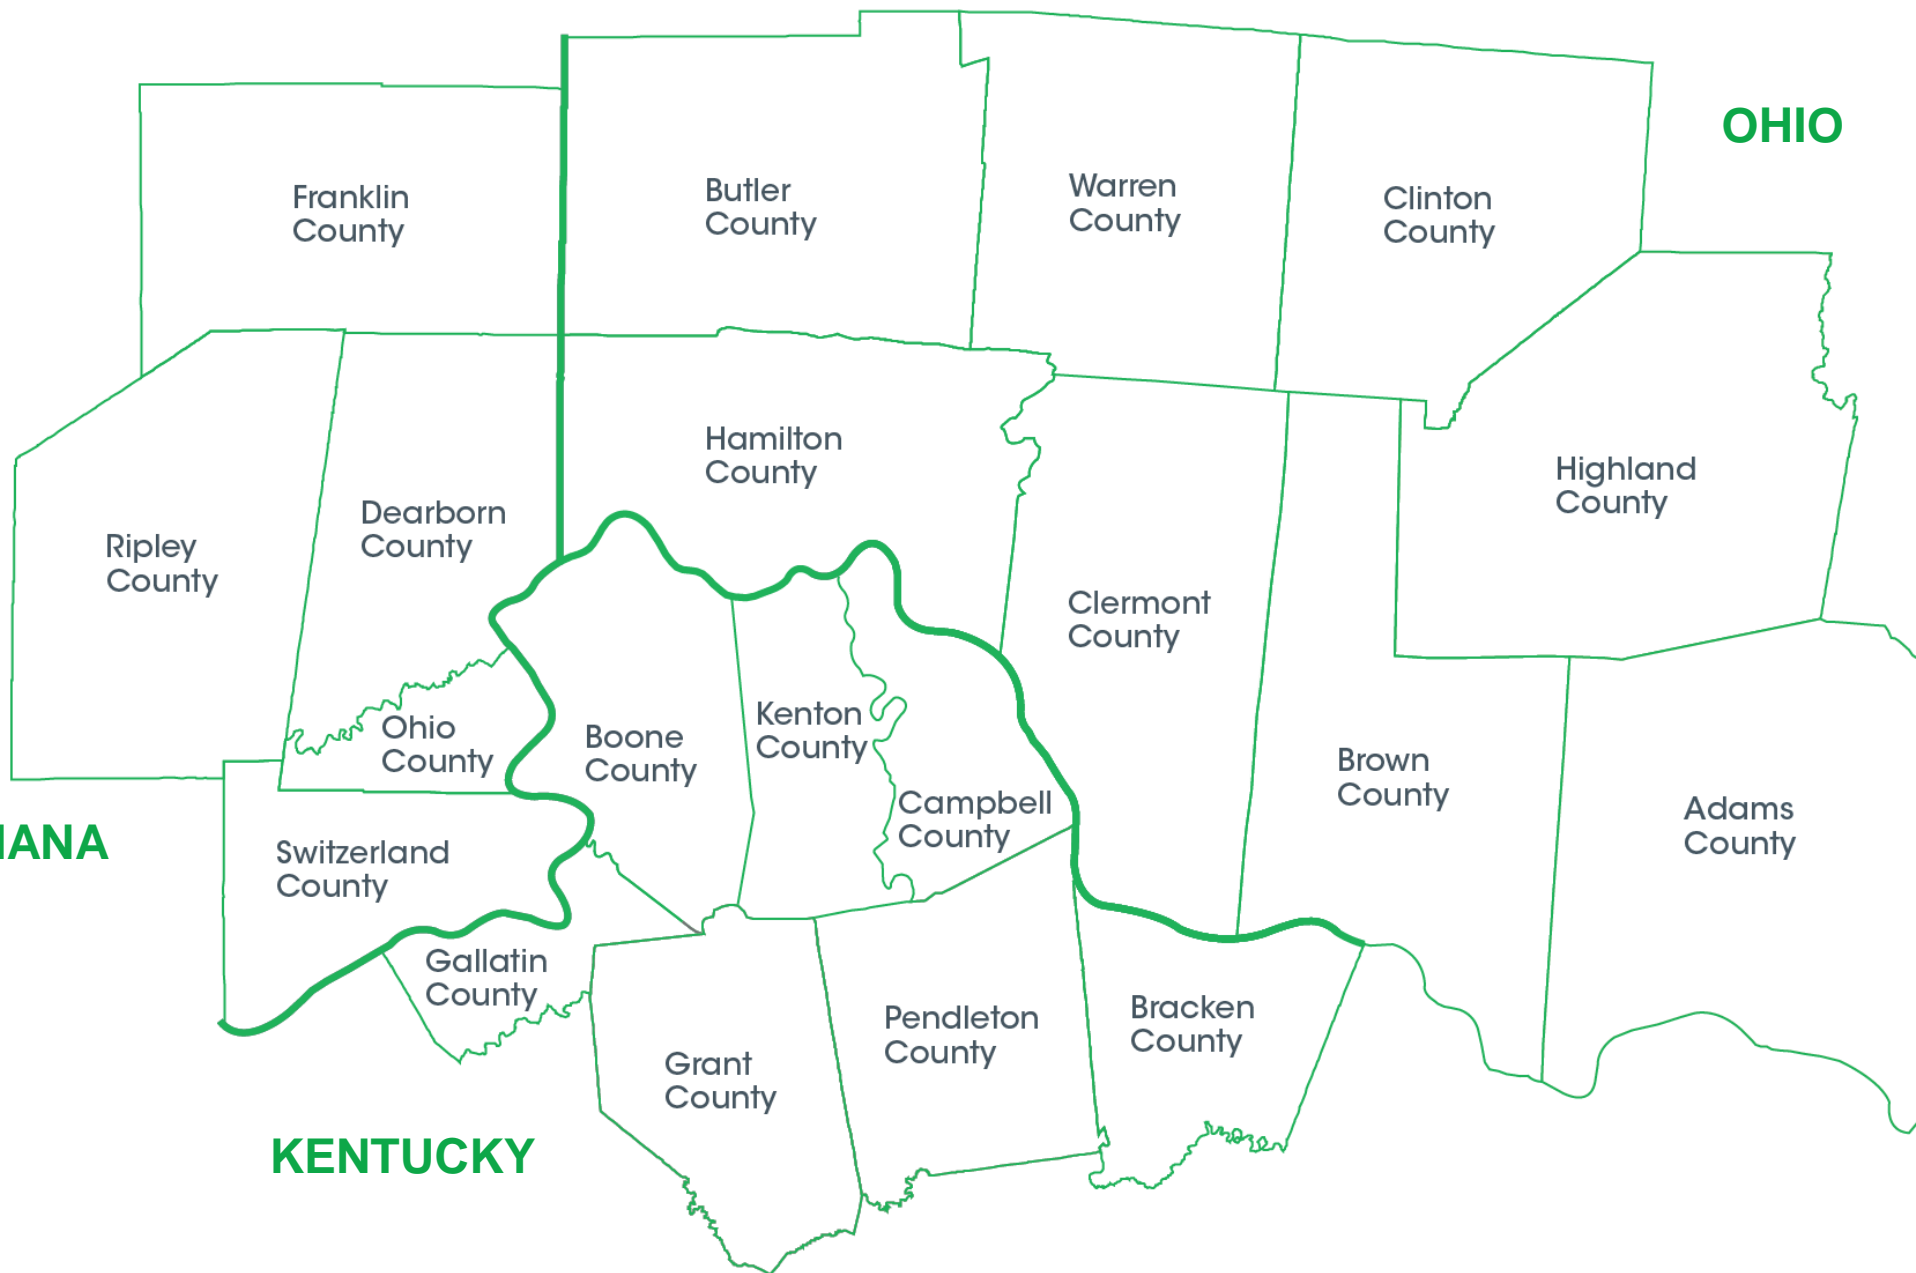 OHIO
Franklin
County
Butler
County
Warren
County
Clinton
County
Hamilton
County
Highland
County
Dearborn
County
Ripley
County
Clermont
County
Ohio
County
Boone
County
Kenton
County
Brown
County
Campbell
County
Adams
County
IANA
Switzerland
County
Gallatin
County
Pendleton
County
Bracken
County
Grant
County
KENTUCKY